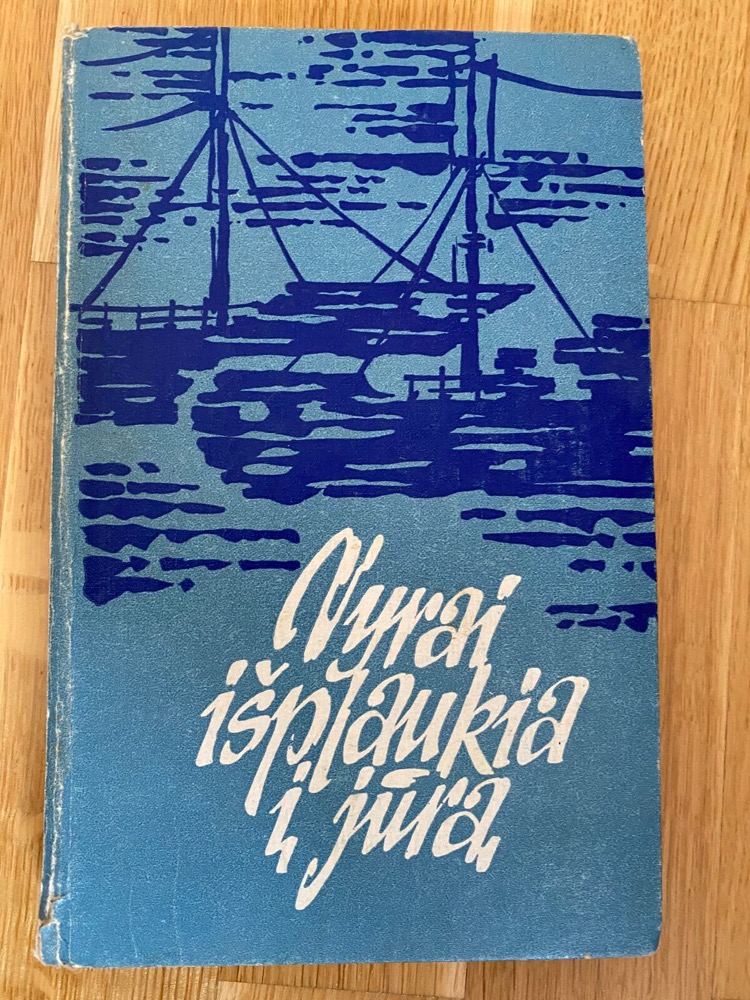 Vyrai
išplaukia
į jūrą